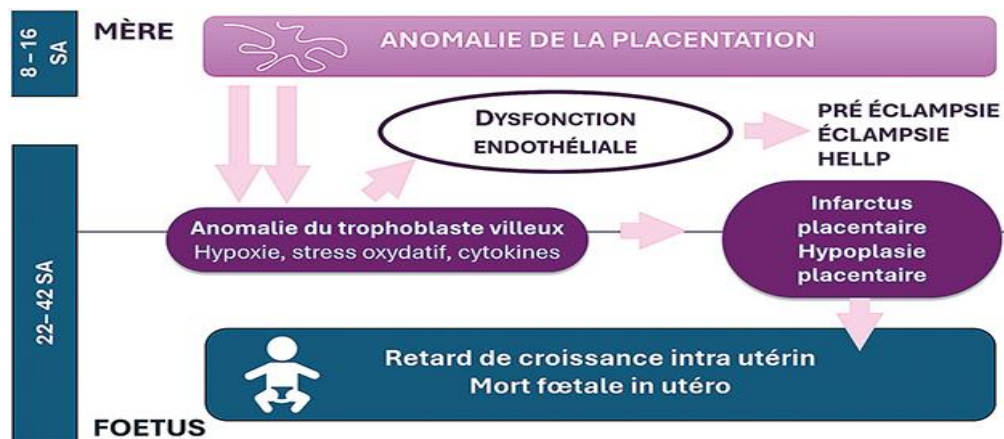 8 – 16
SA
MÈRE
ANOMALIE DE LA PLACENTATION
DYSFONCTION
ENDOTHÉLIALE
PRÉ ÉCLAMPSIE
ÉCLAMPSIE
HELLP
Anomalie du trophoblaste villeux
Hypoxie, stress oxydatif, cytokines
Infarctus
placentaire
Hypoplasie
placentaire
22– 42 SA
Retard de croissance intra utérin
Mort fœtale in utéro
FOETUS